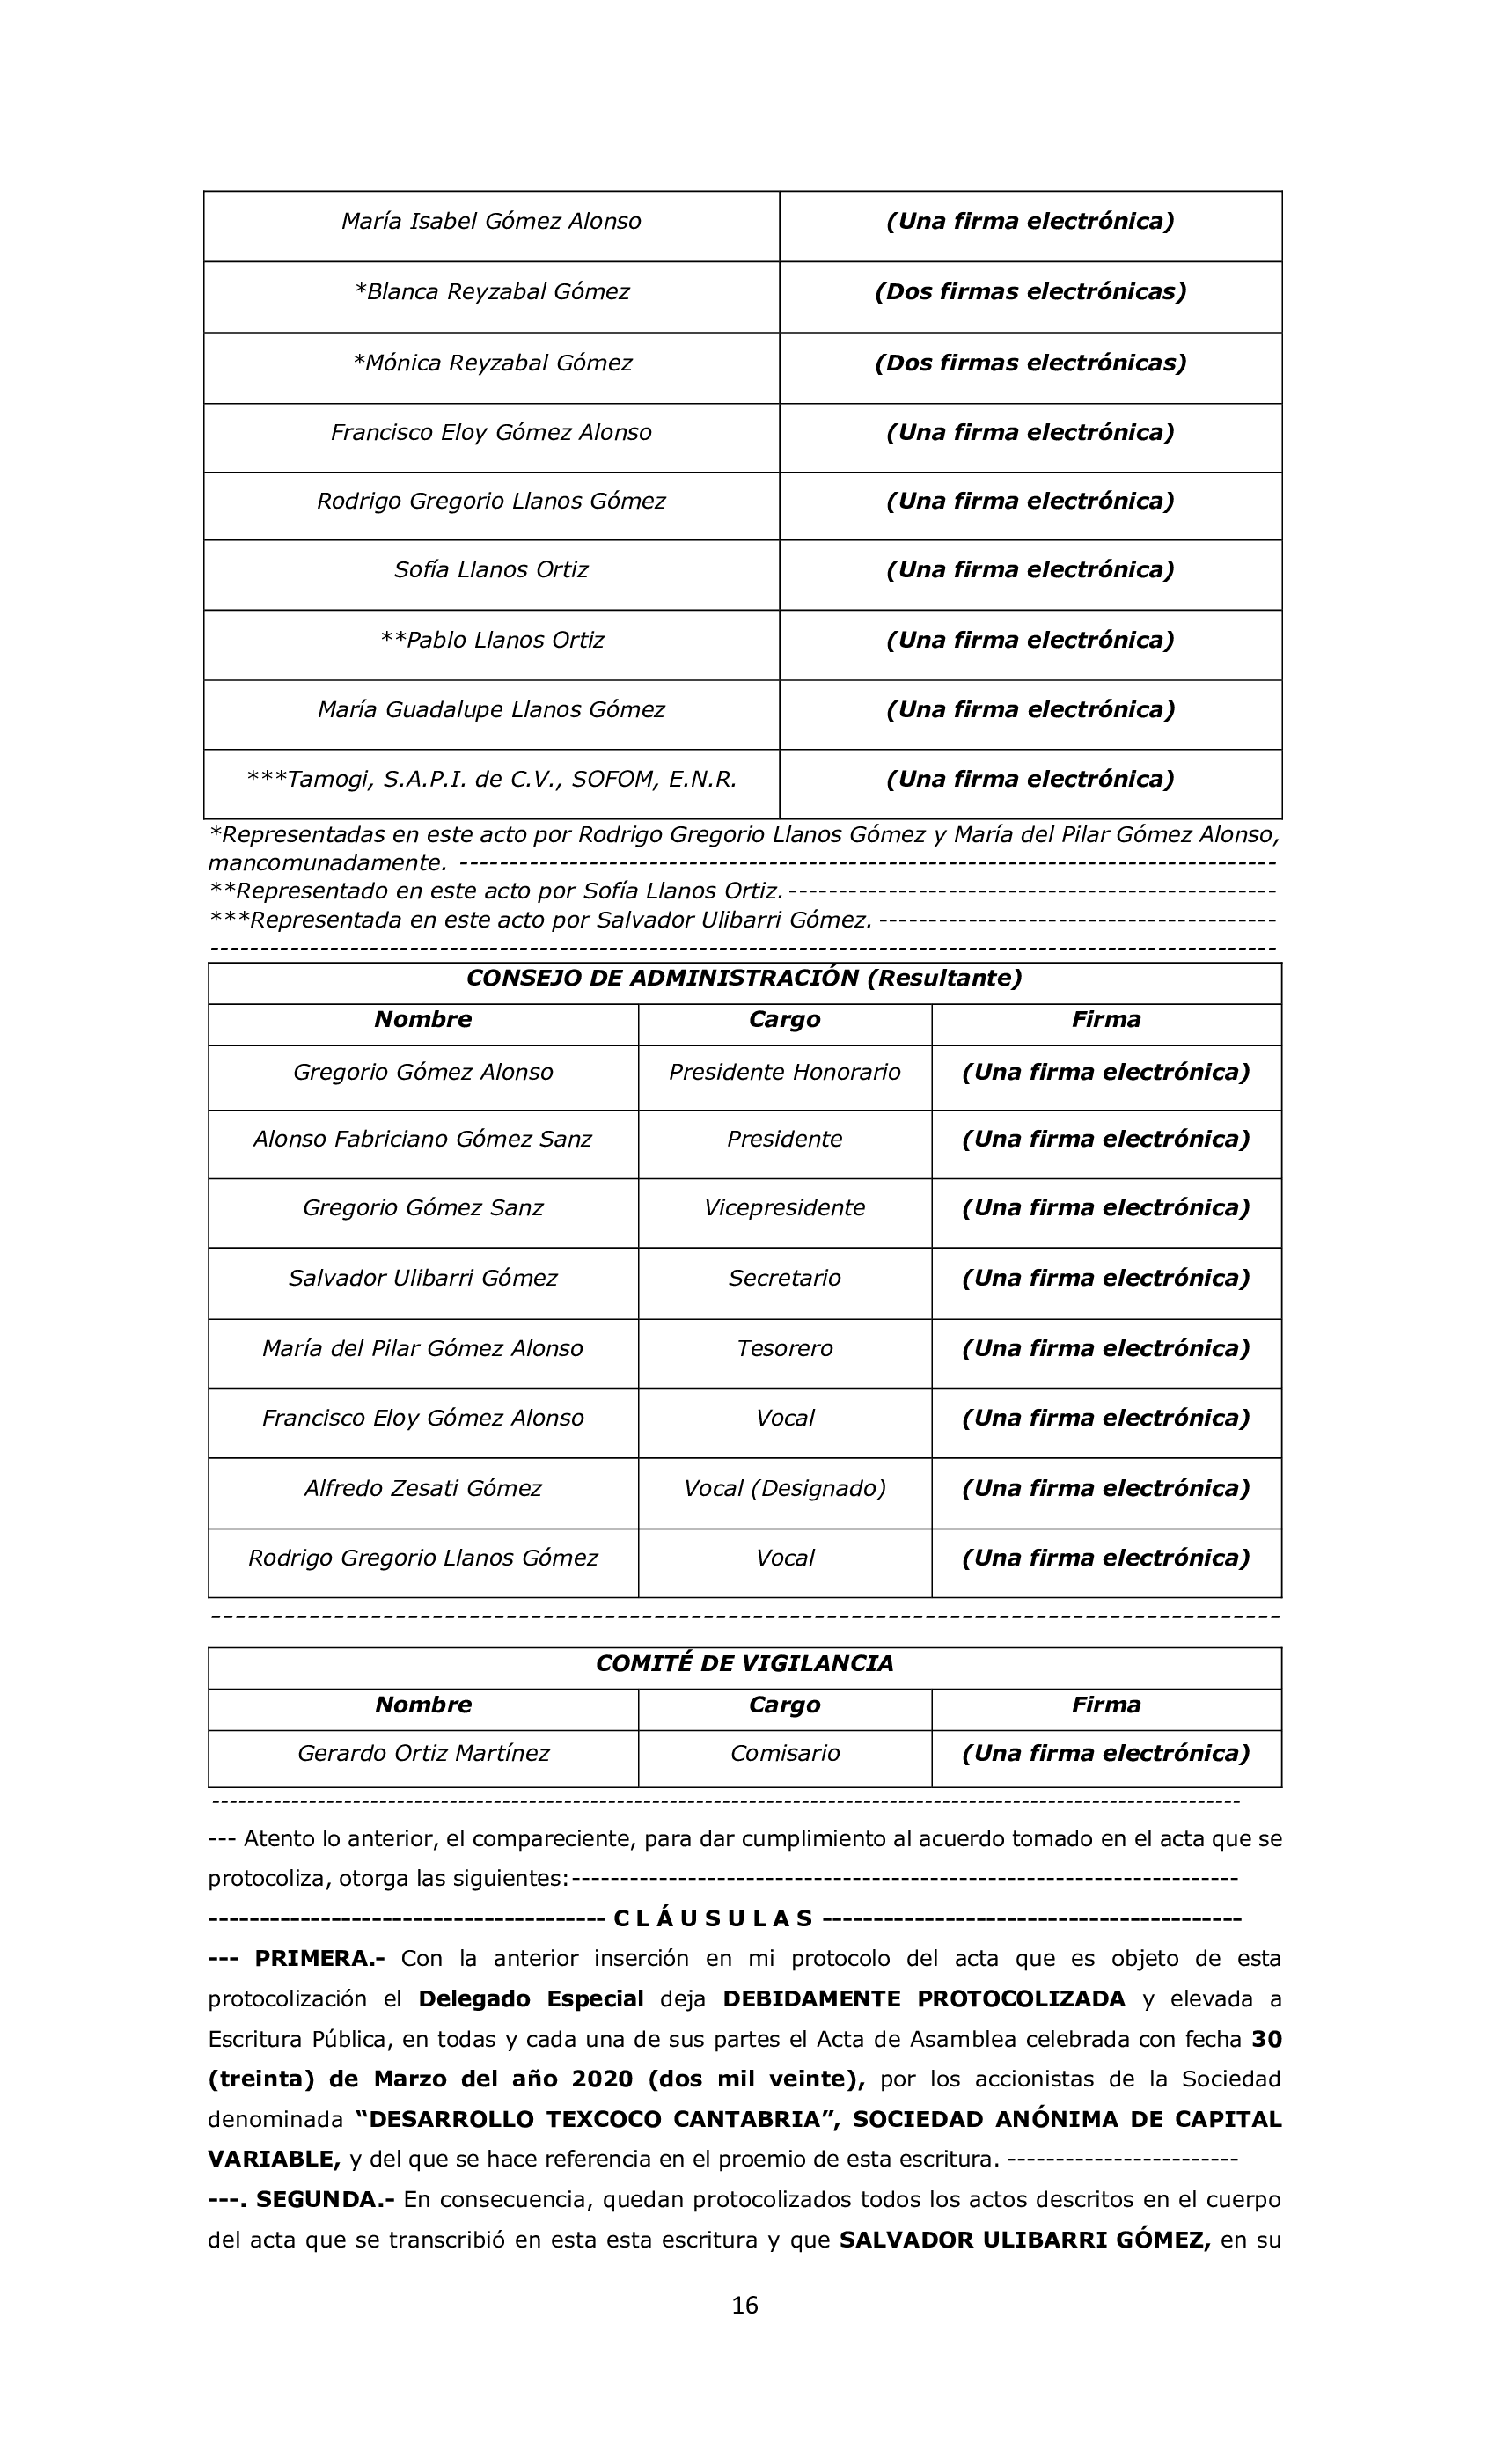 María Isabel Gómez Alonso (Una firma electrónica)
*Blanca Reyzabal Gómez (Dos firmas electrónicas)
*Mónica Reyzabal Gómez (Dos firmas electrónicas)
Francisco Eloy Gómez Alonso (Una firma electrónica)
Rodrigo Gregorio Llanos Gómez (Una firma electrónica)
Sofía Llanos Ortiz (Una firma electrónica)
**Pablo Llanos Ortiz (Una firma electrónica)
María Guadalupe Llanos Gómez (Una firma electrónica)
***Tamogi, S.A.P.I. de C.V., SOFOM, E.N.R. (Una firma electrónica)
*Representadas en este acto por Rodrigo Gregorio Llanos Gómez y María del Pilar Gómez Alonso,
mancomunadamente. ------------------------------------------------------------------------------------
**Representado en este acto por Sofía Llanos Ortiz. --------------------------------------------------
***Representada en este acto por Salvador Ulibarri Gómez. -----------------------------------------
--------------------------------------------------------------------------------------------------------------
CONSEJO DE ADMINISTRACIÓN (Resultante)
Nombre Cargo Firma
Gregorio Gómez Alonso Presidente Honorario (Una firma electrónica)
Alonso Fabriciano Gómez Sanz Presidente (Una firma electrónica)
Gregorio Gómez Sanz Vicepresidente (Una firma electrónica)
Salvador Ulibarri Gómez Secretario (Una firma electrónica)
María del Pilar Gómez Alonso Tesorero (Una firma electrónica)
Francisco Eloy Gómez Alonso Vocal (Una firma electrónica)
Alfredo Zesati Gómez Vocal (Designado) (Una firma electrónica)
Rodrigo Gregorio Llanos Gómez Vocal (Una firma electrónica)
----------------------------------------------------------------------------------------
COMITÉ DE VIGILANCIA
Nombre Cargo Firma
Gerardo Ortiz Martínez Comisario (Una firma electrónica)
----------------------------------------------------------------------------------------------------------------------
--- Atento lo anterior, el compareciente, para dar cumplimiento al acuerdo tomado en el acta que se
protocoliza, otorga las siguientes:---------------------------------------------------------------------
--------------------------------------- C L Á U S U L A S -----------------------------------------
--- PRIMERA.- Con la anterior inserción en mi protocolo del acta que es objeto de esta
protocolización el Delegado Especial deja DEBIDAMENTE PROTOCOLIZADA y elevada a
Escritura Pública, en todas y cada una de sus partes el Acta de Asamblea celebrada con fecha 30
(treinta) de Marzo del año 2020 (dos mil veinte), por los accionistas de la Sociedad
denominada “DESARROLLO TEXCOCO CANTABRIA”, SOCIEDAD ANÓNIMA DE CAPITAL
VARIABLE, y del que se hace referencia en el proemio de esta escritura. ------------------------
---. SEGUNDA.- En consecuencia, quedan protocolizados todos los actos descritos en el cuerpo
del acta que se transcribió en esta esta escritura y que SALVADOR ULIBARRI GÓMEZ, en su
16